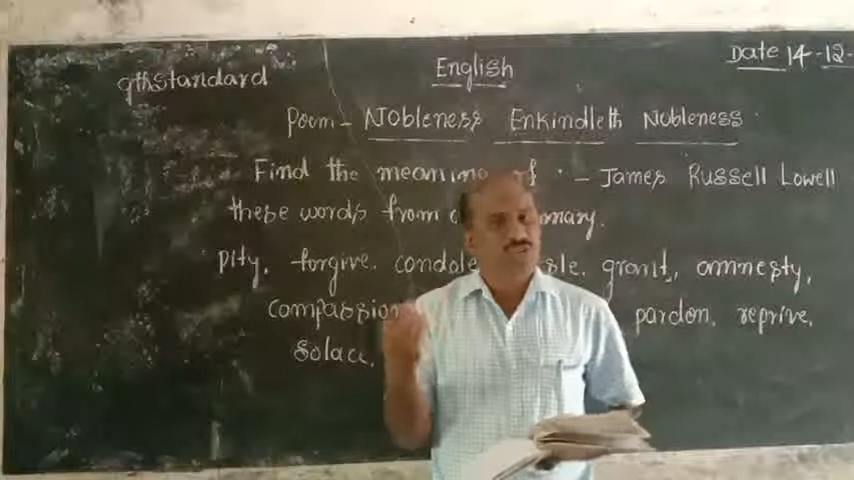 9thstandard English Date 14-12-
Poem - Nobleness Enkindleth Nobleness
Find the meaning of - James Russell Lowell
these words from
pity, forgive, condole grant, amnesty,
compassion pardon, reprive,
Solace,